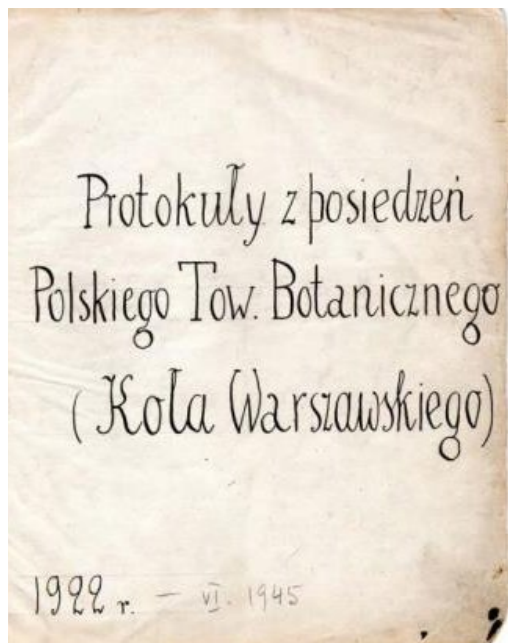 Protokuły z posiedzeń
Polskiego Tow. Botanicznego
(Koła Warszawskiego)
1922 r. – VI. 1945